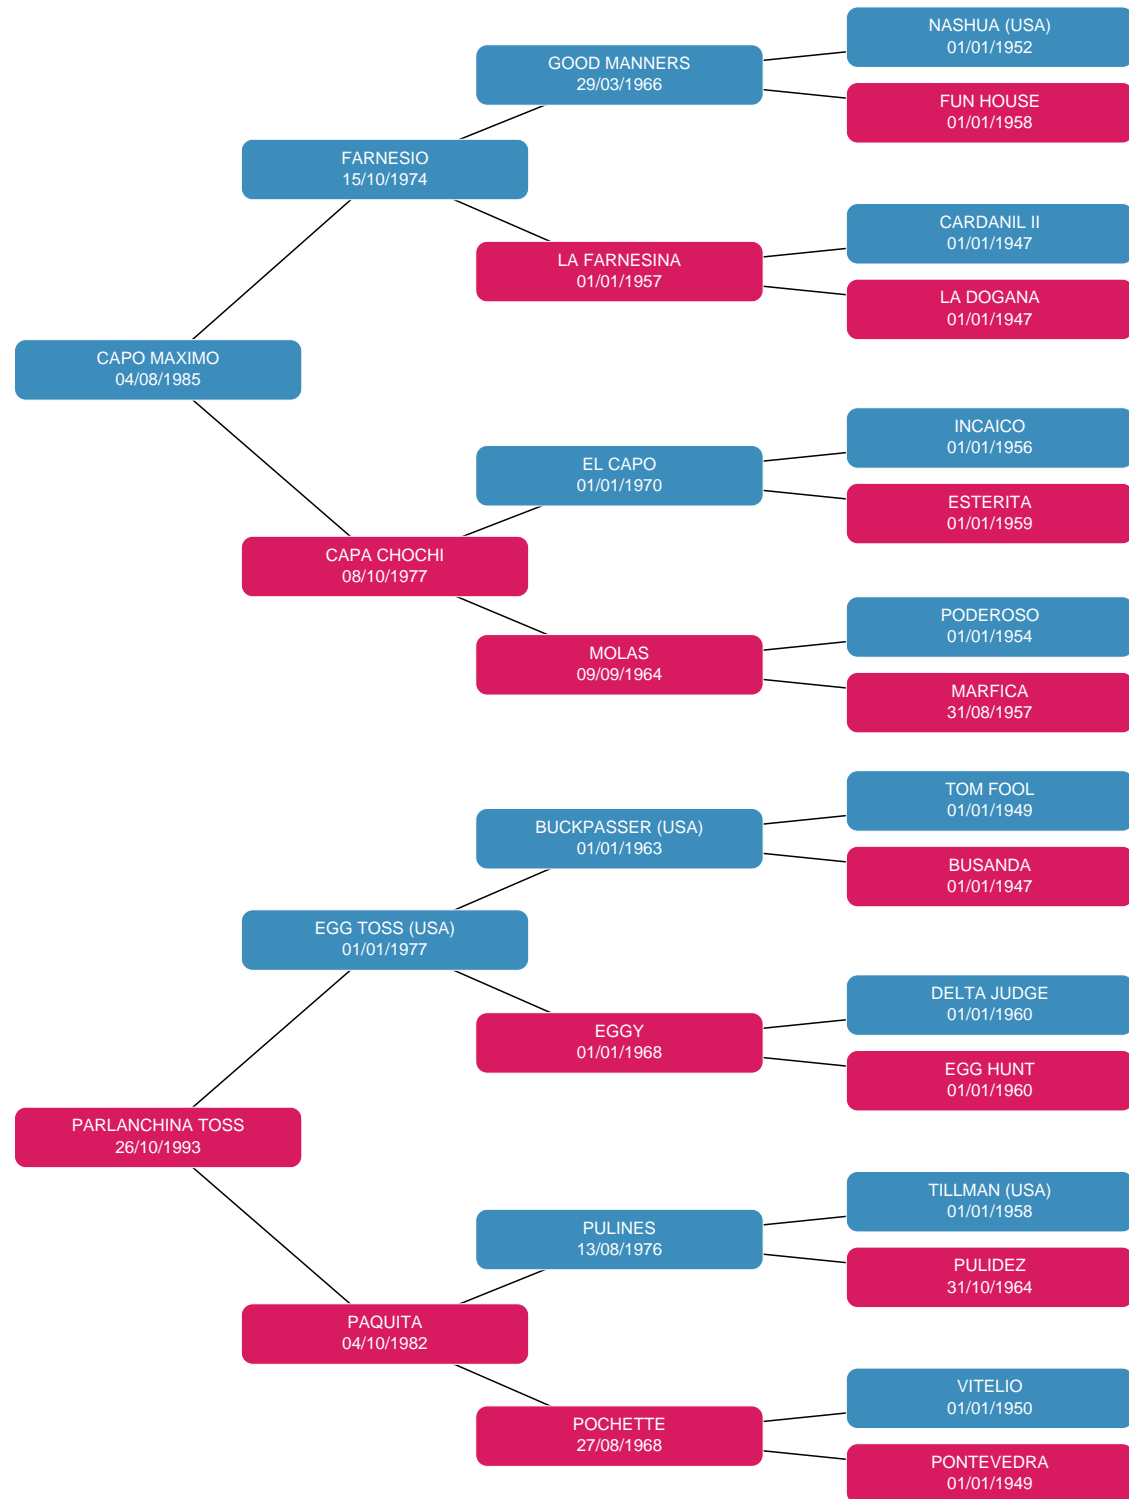 NASHUA (USA)
01/01/1952
GOOD MANNERS
29/03/1966
FUN HOUSE
01/01/1958
FARNESIO
15/10/1974
CARDANIL II
01/01/1947
LA FARNESINA
01/01/1957
LA DOGANA
01/01/1947
CAPO MAXIMO
04/08/1985
INCAICO
01/01/1956
EL CAPO
01/01/1970
ESTERITA
01/01/1959
CAPA CHOCHI
08/10/1977
PODEROSO
01/01/1954
MOLAS
09/09/1964
MARFICA
31/08/1957
TOM FOOL
01/01/1949
BUCKPASSER (USA)
01/01/1963
BUSANDA
01/01/1947
EGG TOSS (USA)
01/01/1977
DELTA JUDGE
01/01/1960
EGGY
01/01/1968
EGG HUNT
01/01/1960
PARLANCHINA TOSS
26/10/1993
TILLMAN (USA)
01/01/1958
PULINES
13/08/1976
PULIDEZ
31/10/1964
PAQUITA
04/10/1982
VITELIO
01/01/1950
POCHETTE
27/08/1968
PONTEVEDRA
01/01/1949